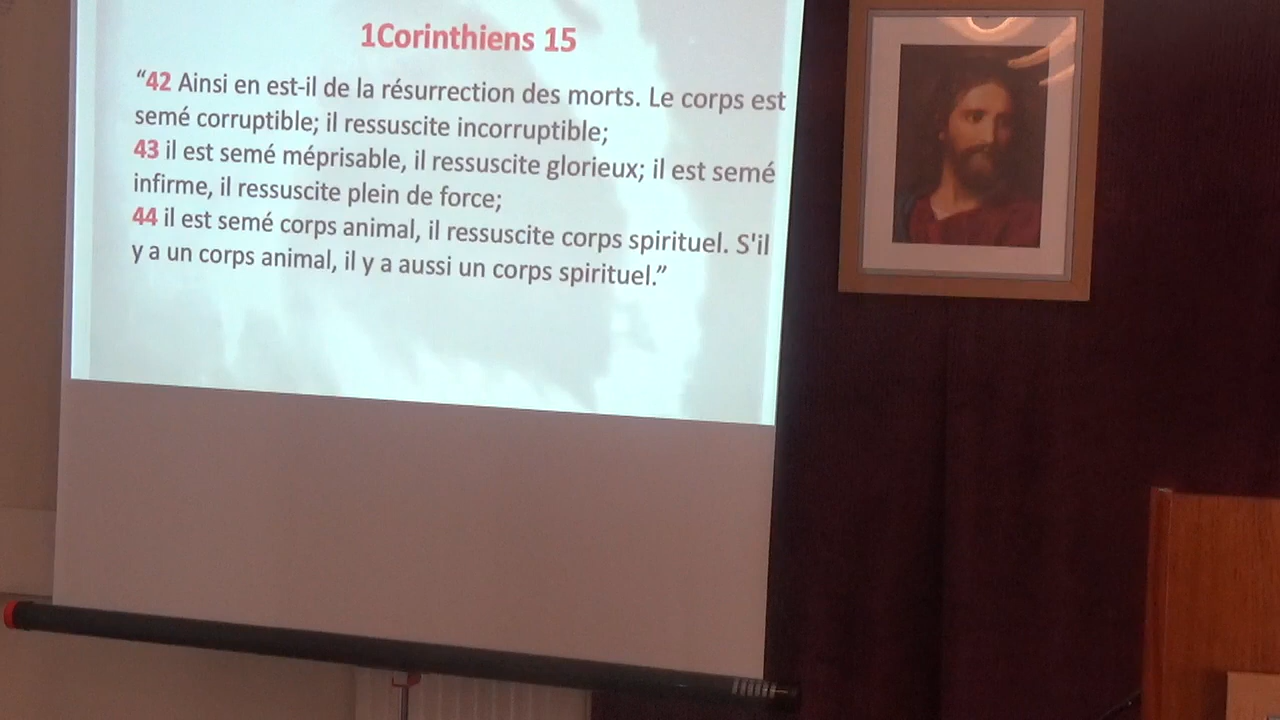 1Corinthiens 15
“42 Ainsi en est-il de la résurrection des morts. Le corps est
semé corruptible; il ressuscite incorruptible;
43 il est semé méprisable, il ressuscite glorieux; il est semé
infirme, il ressuscite plein de force;
44 il est semé corps animal, il ressuscite corps spirituel. S'il
y a un corps animal, il y a aussi un corps spirituel.”